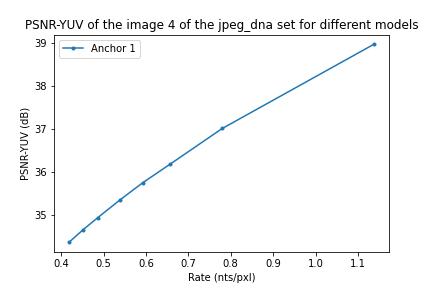 PSNR-YUV of the image 4 of the jpeg_dna set for different models
Anchor 1
39
38
37
36
35
PSNR-YUV (dB)
0.4 0.5 0.6 0.7 0.8 0.9 1.0 1.1
Rate (nts/pxl)